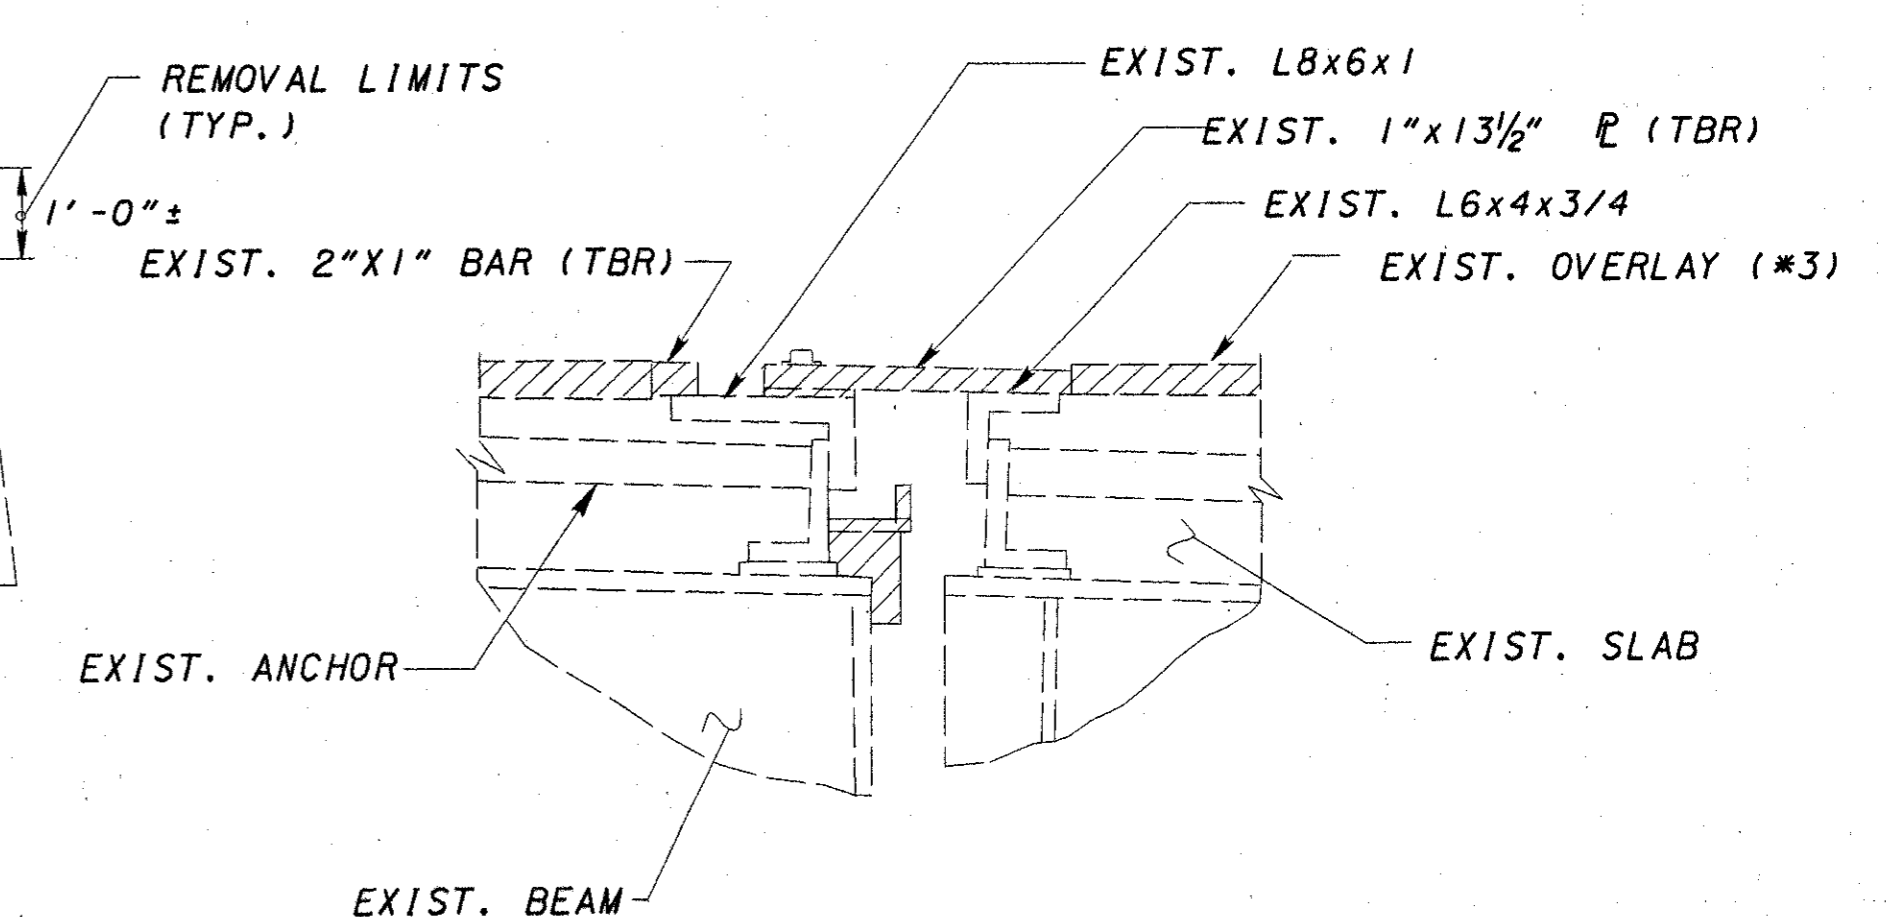 REMOVAL LIMITS
(TYP.)
1'-0"±
EXIST. 2"X1" BAR (TBR)
EXIST. L8x6x1
EXIST. 1"x13½" ⅊ (TBR)
EXIST. L6x4x3/4
EXIST. OVERLAY (*3)
EXIST. ANCHOR
EXIST. SLAB
EXIST. BEAM